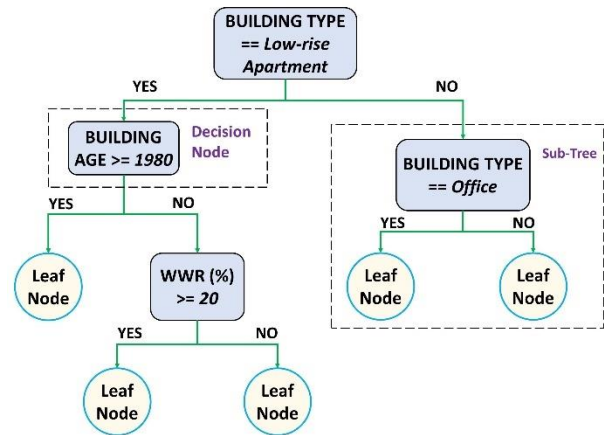 BUILDING TYPE
== Low-rise
Apartment
YES
NO
BUILDING
AGE >= 1980
Decision
Node
Sub-Tree
BUILDING TYPE
== Office
YES
NO
YES
NO
Leaf
Node
WWR (%)
>= 20
Leaf
Node
Leaf
Node
YES
NO
Leaf
Node
Leaf
Node